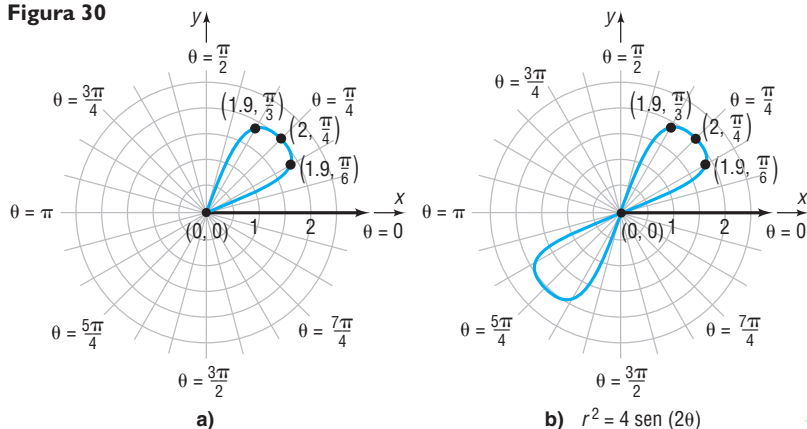 Figura 30
y
θ = π/2
θ = 3π/4
θ = π/4
(1.9, π/3)
(2, π/4)
(1.9, π/6)
x
θ = π
(0, 0)
1
2
θ = 0
θ = 5π/4
θ = 7π/4
θ = 3π/2
a)
y
θ = π/2
θ = 3π/4
θ = π/4
(1.9, π/3)
(2, π/4)
(1.9, π/6)
x
θ = π
(0, 0)
1
2
θ = 0
θ = 5π/4
θ = 7π/4
θ = 3π/2
b) r² = 4 sen (2θ)